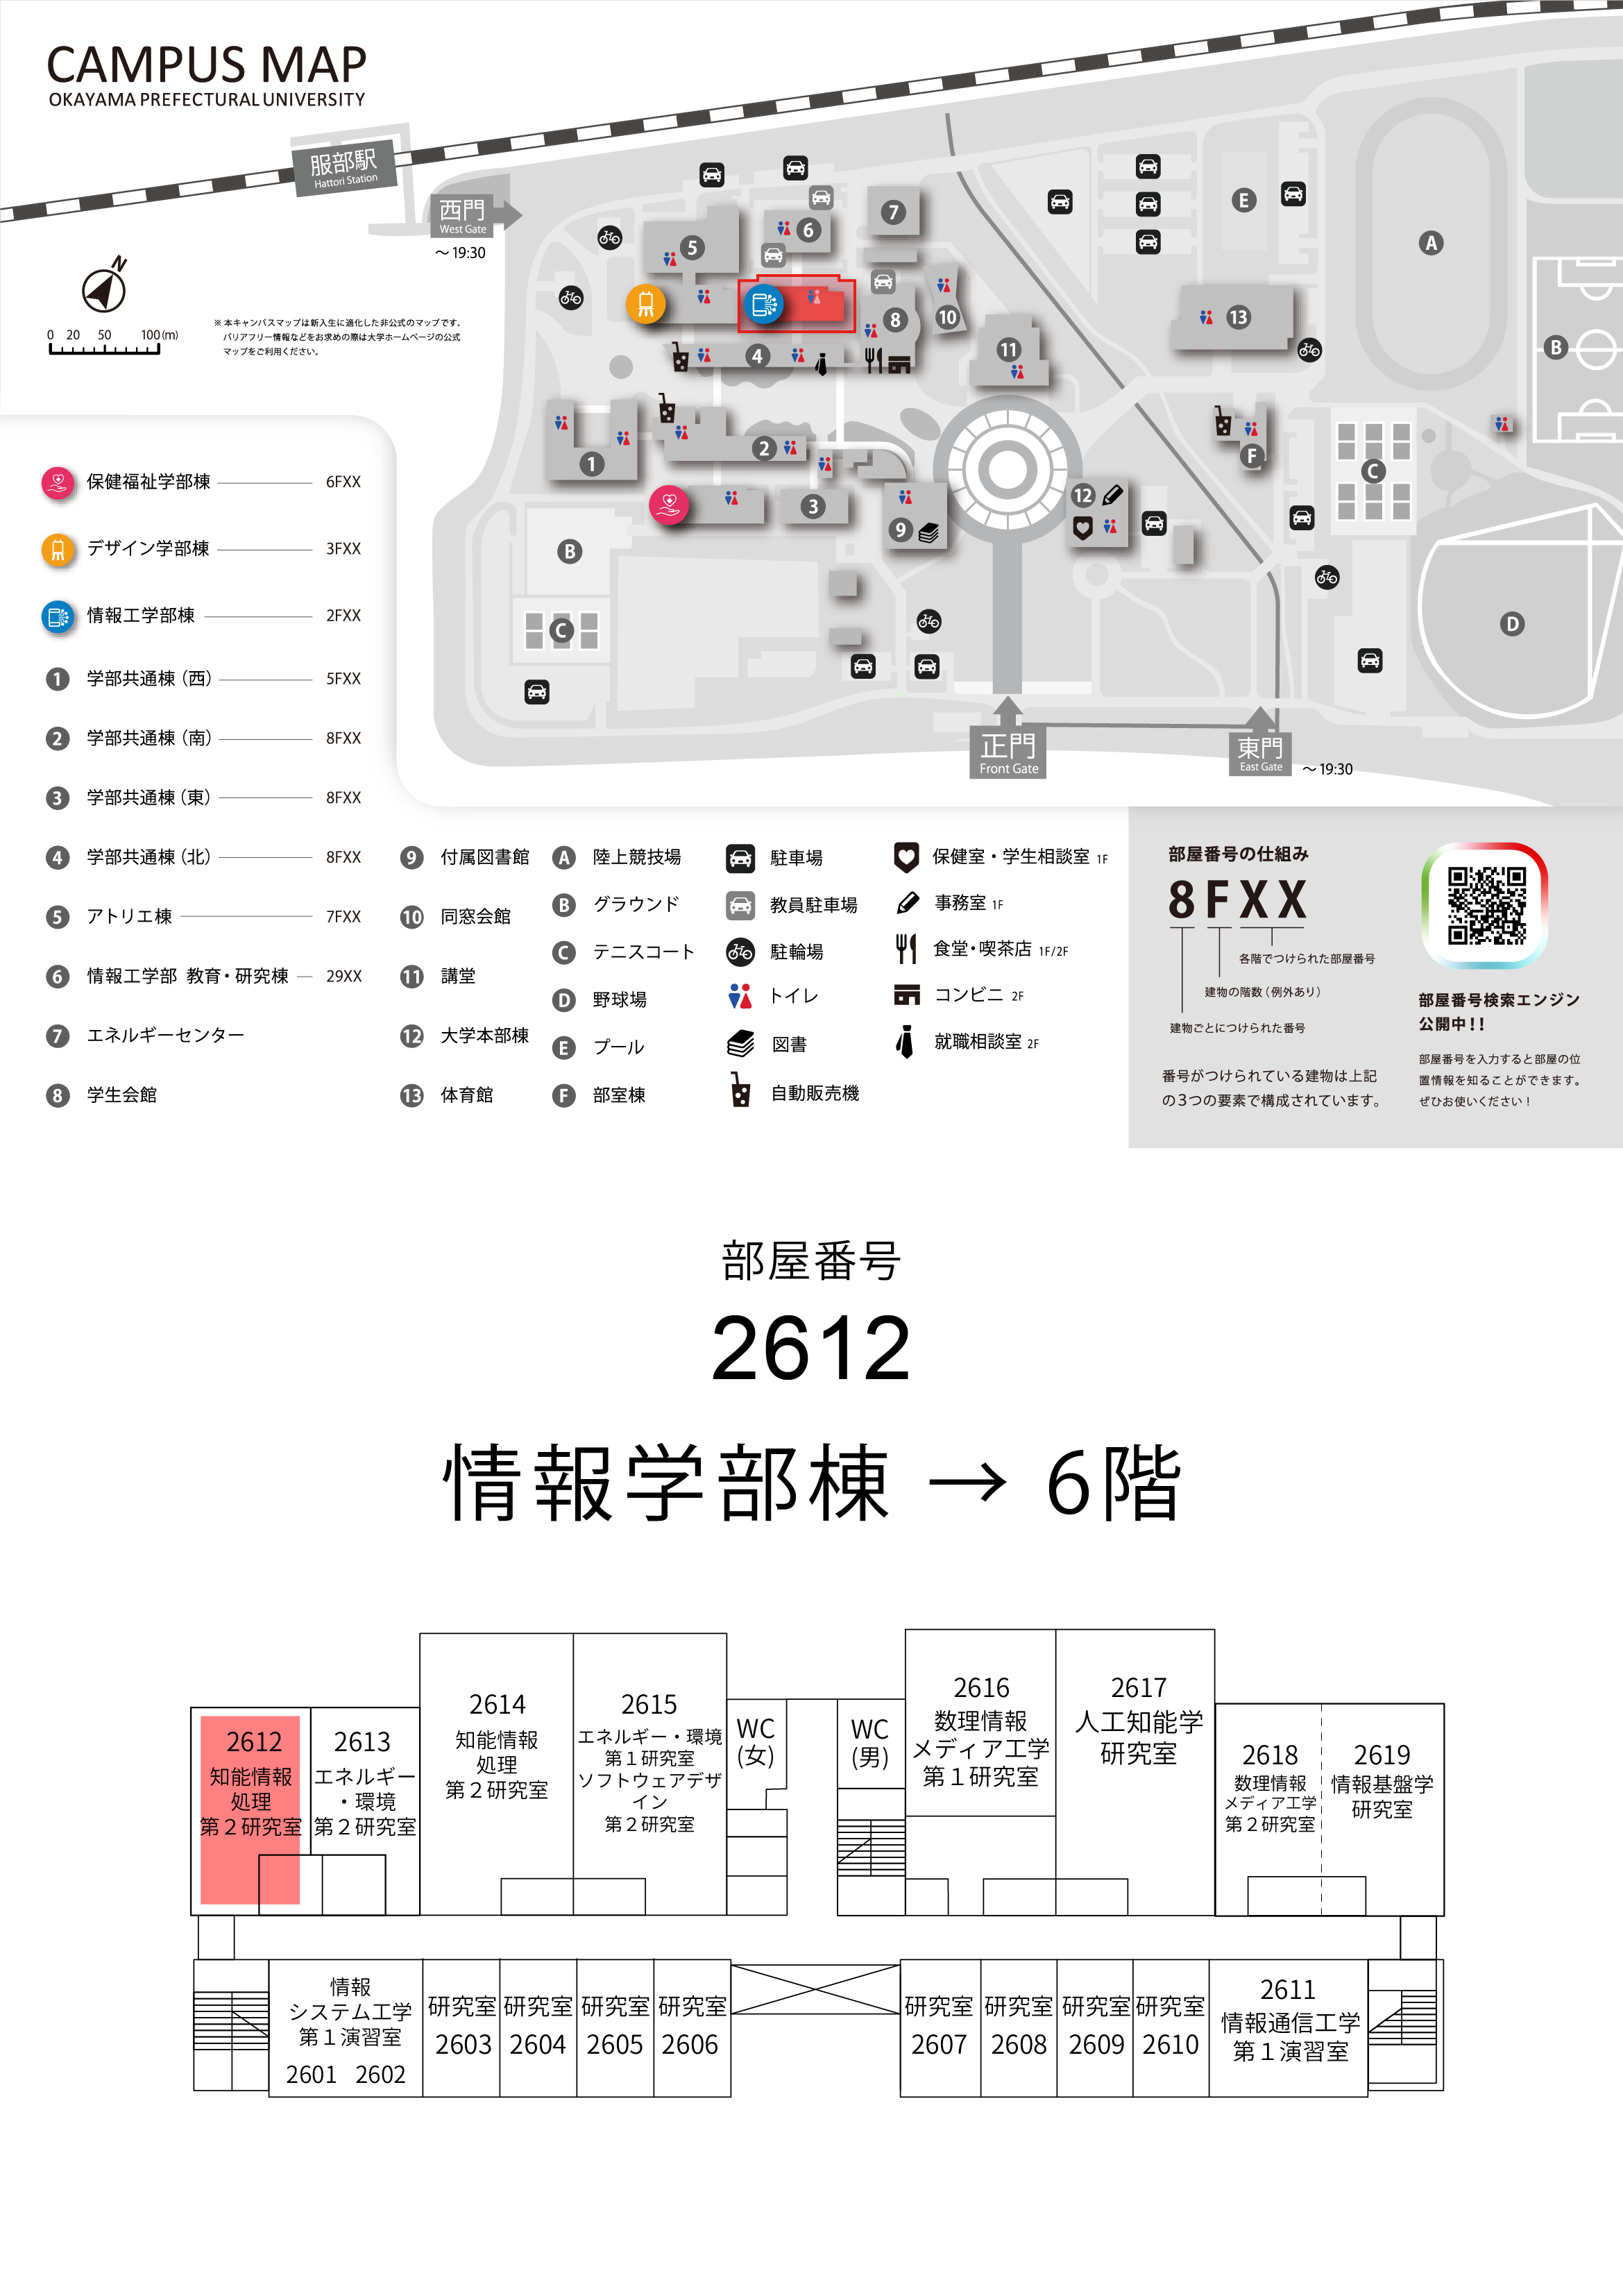 CAMPUS MAP
OKAYAMA PREFECTURAL UNIVERSITY
服部駅
Hattori Station
西門
West Gate
～19:30
N
0 20 50 100(m)
※ 本キャンパスマップは新入生に適化した非公式のマップです。
バリアフリー情報などをお求めの際は大学ホームページの公式
マップをご利用ください。
7
6
5
E
A
8
10
13
11
4
B
2
1
F
C
12
3
9
B
C
D
正門
Front Gate
東門
East Gate
～19:30
保健福祉学部棟 6FXX
デザイン学部棟 3FXX
情報工学部棟 2FXX
1 学部共通棟（西） 5FXX
2 学部共通棟（南） 8FXX
3 学部共通棟（東） 8FXX
4 学部共通棟（北） 8FXX
5 アトリエ棟 7FXX
6 情報工学部 教育・研究棟 29XX
7 エネルギーセンター
8 学生会館
9 付属図書館
10 同窓会館
11 講堂
12 大学本部棟
13 体育館
A 陸上競技場
B グラウンド
C テニスコート
D 野球場
E プール
F 部室棟
駐車場
教員駐車場
駐輪場
トイレ
図書
自動販売機
保健室・学生相談室 1F
事務室 1F
食堂・喫茶店 1F/2F
コンビニ 2F
就職相談室 2F
部屋番号の仕組み
8FXX
各階でつけられた部屋番号
建物の階数（例外あり）
建物ごとにつけられた番号
番号がつけられている建物は上記
の3つの要素で構成されています。
部屋番号検索エンジン
公開中！！
部屋番号を入力すると部屋の位
置情報を知ることができます。
ぜひお使いください！
部屋番号
2612
情報学部棟 → 6階
2612
知能情報
処理
第２研究室
2613
エネルギー
・環境
第２研究室
2614
知能情報
処理
第２研究室
2615
エネルギー・環境
第１研究室
ソフトウェアデザ
イン
第２研究室
WC
(女)
WC
(男)
2616
数理情報
メディア工学
第１研究室
2617
人工知能学
研究室
2618
数理情報
メディア工学
第２研究室
2619
情報基盤学
研究室
情報
システム工学
第１演習室
2601 2602
研究室
2603
研究室
2604
研究室
2605
研究室
2606
研究室
2607
研究室
2608
研究室
2609
研究室
2610
2611
情報通信工学
第１演習室